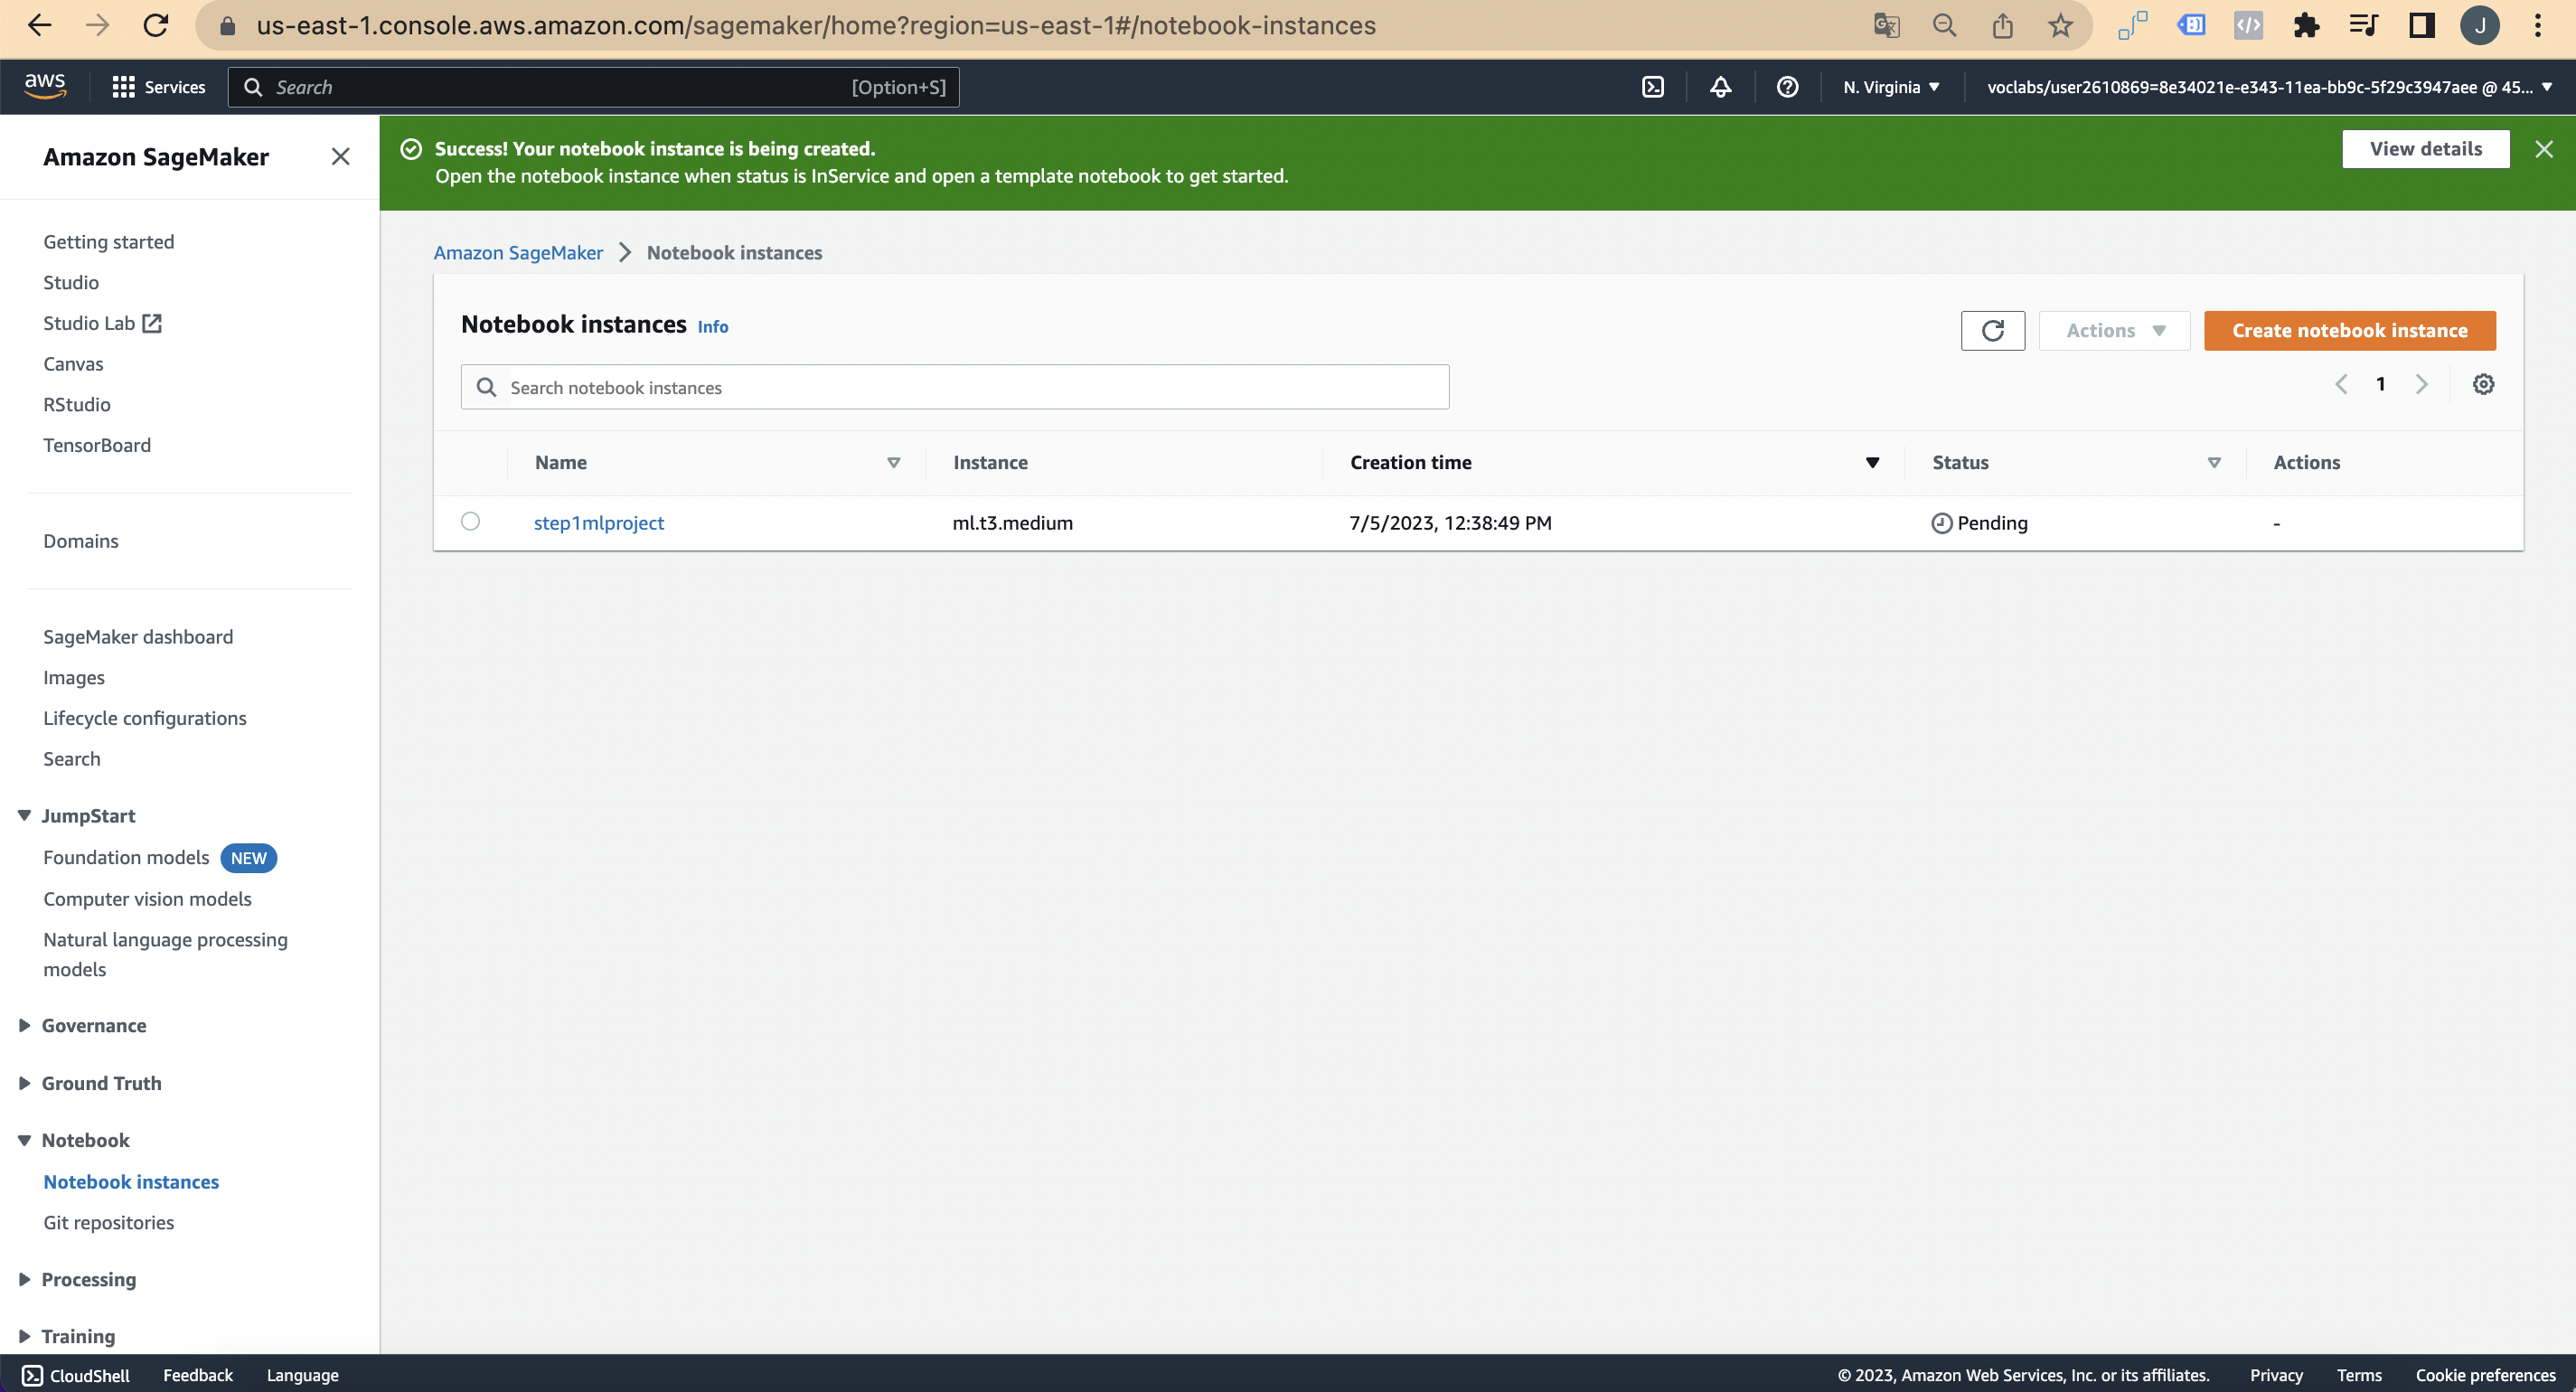 us-east-1.console.aws.amazon.com/sagemaker/home?region=us-east-1#/notebook-instances
J
aws
Services
Search
[Option+S]
N. Virginia
voclabs/user2610869=8e34021e-e343-11ea-bb9c-5f29c3947aee @ 45...
Amazon SageMaker
Getting started
Studio
Studio Lab
Canvas
RStudio
TensorBoard
Domains
SageMaker dashboard
Images
Lifecycle configurations
Search
JumpStart
Foundation models NEW
Computer vision models
Natural language processing
models
Governance
Ground Truth
Notebook
Notebook instances
Git repositories
Processing
Training
Success! Your notebook instance is being created.
Open the notebook instance when status is InService and open a template notebook to get started.
View details
Amazon SageMaker > Notebook instances
Notebook instances Info
Actions
Create notebook instance
Search notebook instances
1
Name Instance Creation time Status Actions
step1mlproject ml.t3.medium 7/5/2023, 12:38:49 PM Pending -
CloudShell Feedback Language
© 2023, Amazon Web Services, Inc. or its affiliates. Privacy Terms Cookie preferences